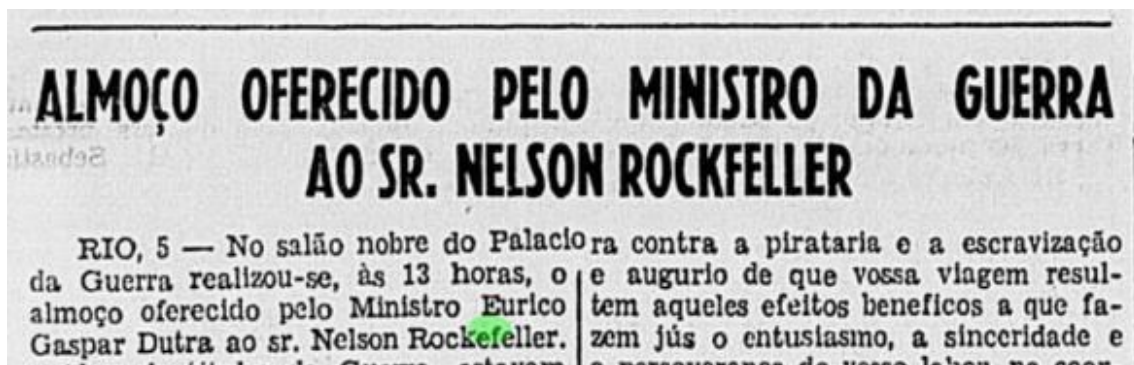 ALMOÇO OFERECIDO PELO MINISTRO DA GUERRA
AO SR. NELSON ROCKFELLER
RIO, 5 — No salão nobre do Palacio
da Guerra realizou-se, às 13 horas, o
almoço oferecido pelo Ministro Eurico
Gaspar Dutra ao sr. Nelson Rockefeller.
ra contra a pirataria e a escravização
e augurio de que vossa viagem resul-
tem aqueles efeitos beneficos a que fa-
zem jús o entusiasmo, a sinceridade e